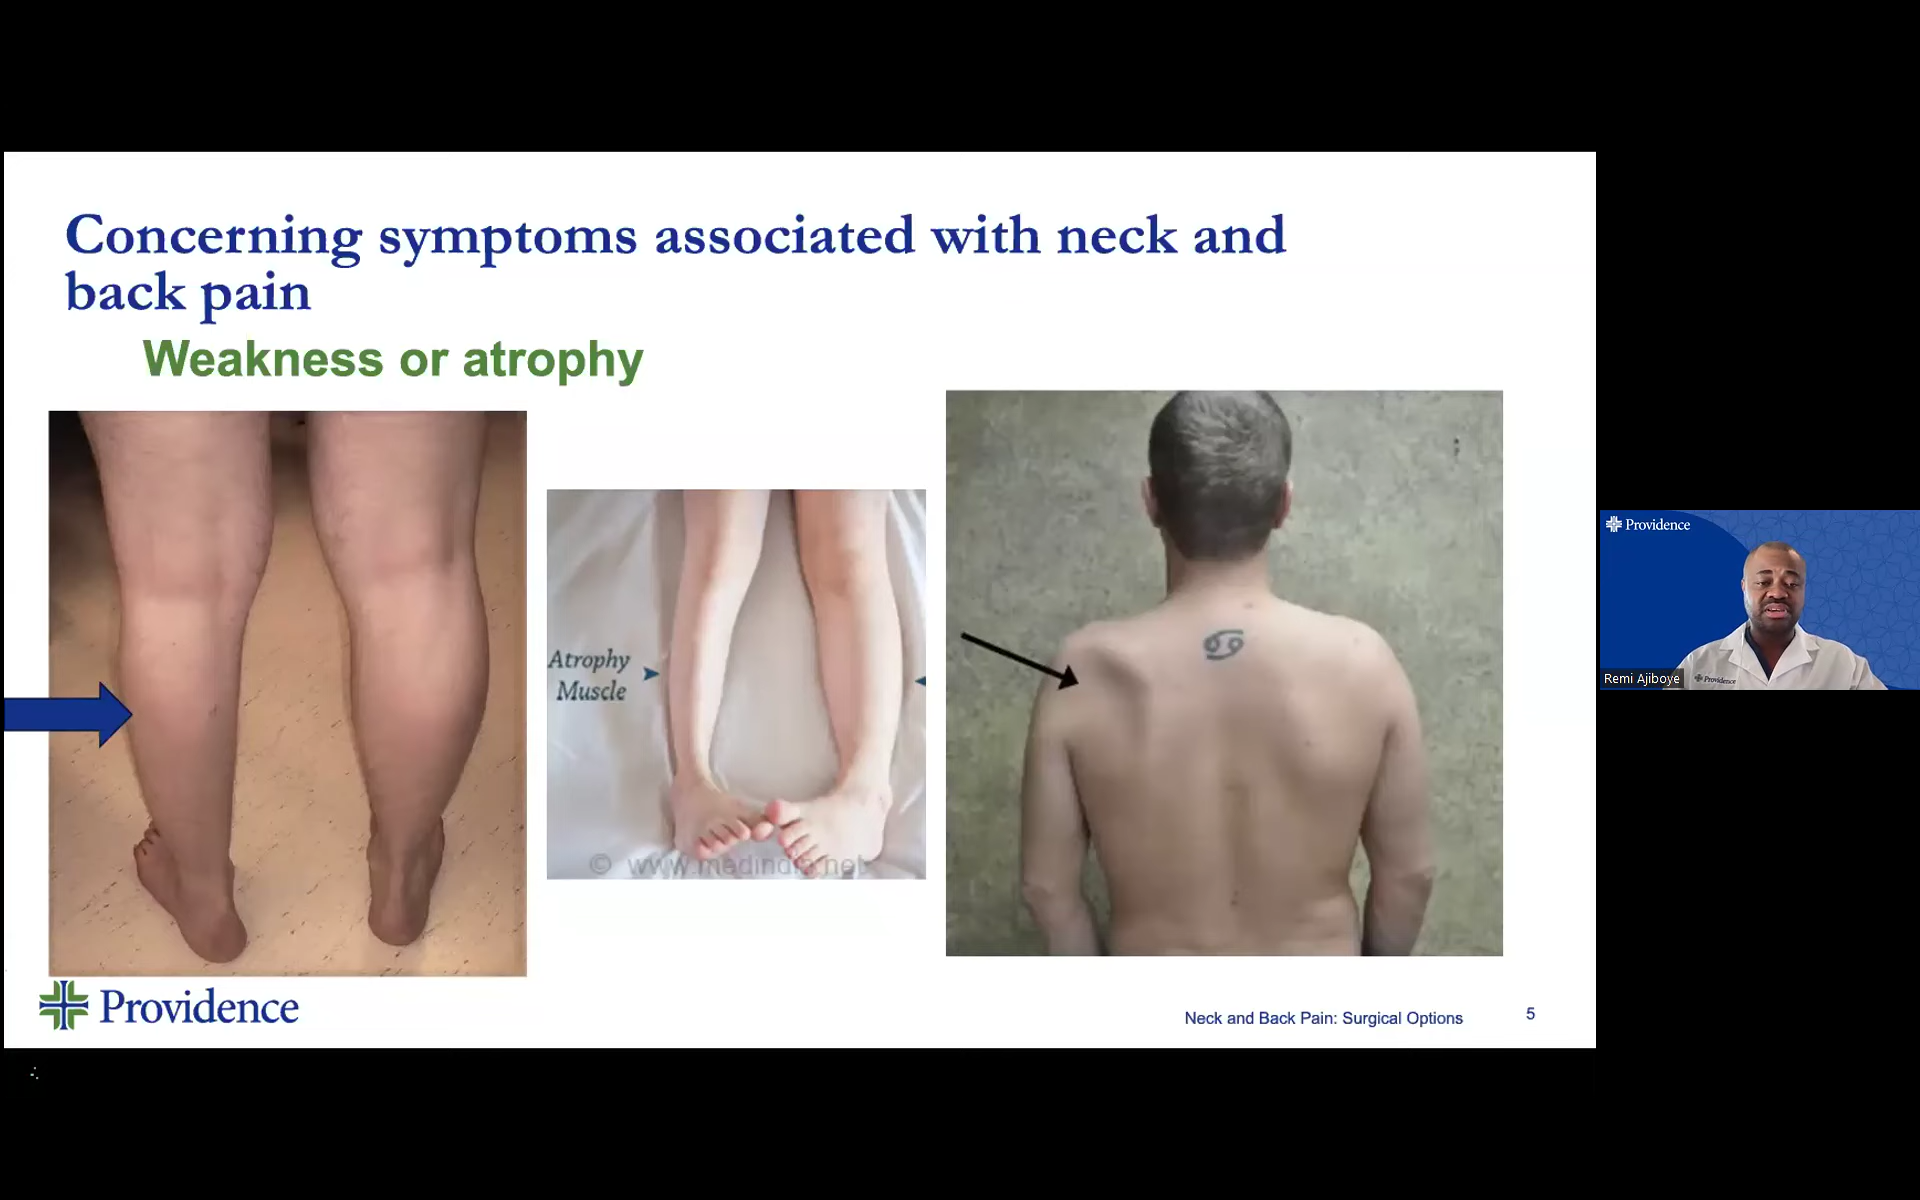 Concerning symptoms associated with neck and
back pain
Weakness or atrophy
Atrophy
Muscle
© www.medindia.net
Providence
Neck and Back Pain: Surgical Options
5
Providence
Providence
Remi Ajiboye